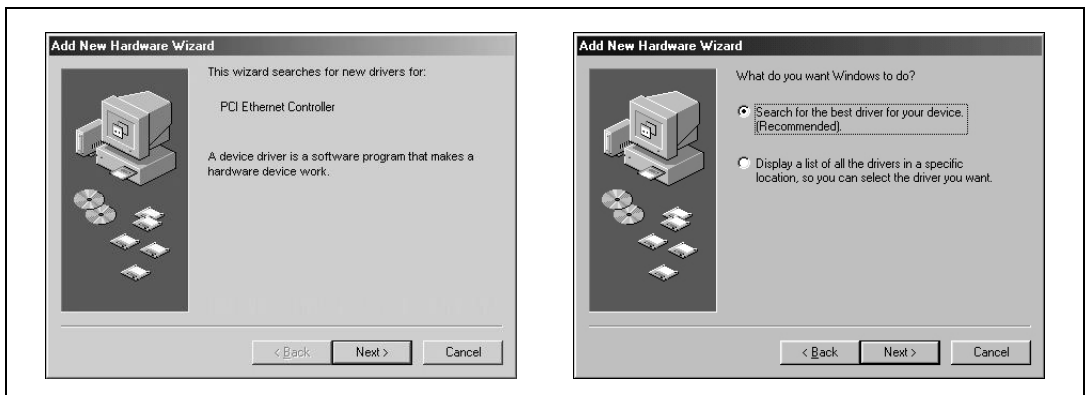 Add New Hardware Wizard
This wizard searches for new drivers for:
PCI Ethernet Controller
A device driver is a software program that makes a
hardware device work.
< Back
Next >
Cancel
Add New Hardware Wizard
What do you want Windows to do?
Search for the best driver for your device.
(Recommended).
Display a list of all the drivers in a specific
location, so you can select the driver you want.
< Back
Next >
Cancel